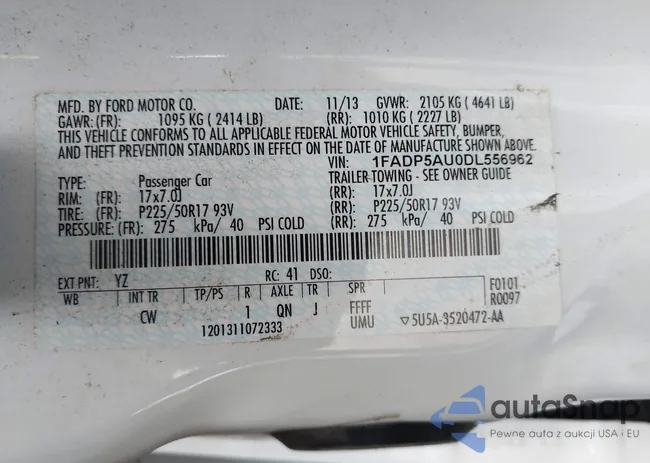 MFD. BY FORD MOTOR CO. DATE: 11/13 GVWR: 2105 KG ( 4641 LB)
GAWR: (FR): 1095 KG ( 2414 LB) (RR): 1010 KG ( 2227 LB)
THIS VEHICLE CONFORMS TO ALL APPLICABLE FEDERAL MOTOR VEHICLE SAFETY, BUMPER,
AND THEFT PREVENTION STANDARDS IN EFFECT ON THE DATE OF MANUFACTURE SHOWN ABOVE.
VIN: 1FADP5AU0DL556962
TYPE: Passenger Car TRAILER TOWING - SEE OWNER GUIDE
RIM: (FR): 17x7.0J (RR): 17x7.0J
TIRE: (FR): P225/50R17 93V (RR): P225/50R17 93V
PRESSURE: (FR): 275 kPa/ 40 PSI COLD (RR): 275 kPa/ 40 PSI COLD
EXT PNT: YZ RC: 41 DSO: F0101
WB INT TR TP/PS R AXLE TR SPR R0097
CW 1 QN J FFFF
1201311072333 UMU ▽5U5A-3520472-AA
autoSnap
Pewne auta z aukcji USA i EU